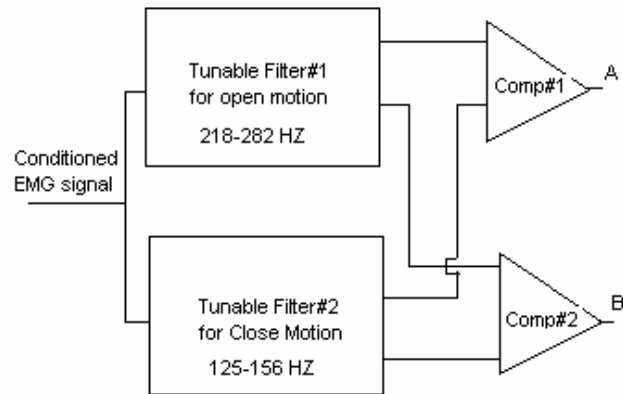 Tunable Filter#1
for open motion
218-282 HZ
Comp#1
A
Conditioned
EMG signal
Tunable Filter#2
for Close Motion
125-156 HZ
Comp#2
B